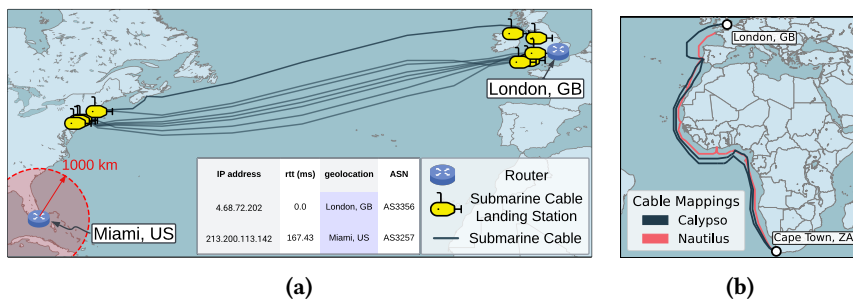 London, GB
1000 km
Miami, US
IP address rtt (ms) geolocation ASN
4.68.72.202 0.0 London, GB AS3356
213.200.113.142 167.43 Miami, US AS3257
Router
Submarine Cable
Landing Station
Submarine Cable
(a)
London, GB
Cable Mappings
Calypso
Nautilus
Cape Town, ZA
(b)